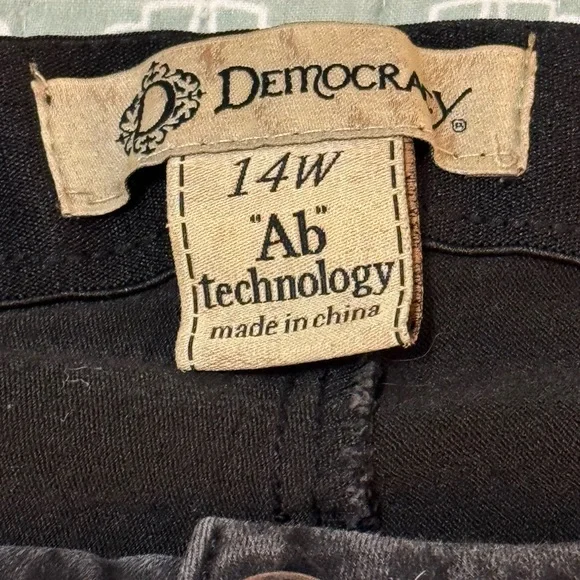 D DEMOCRACY®
14W
"Ab"
technology
made in china